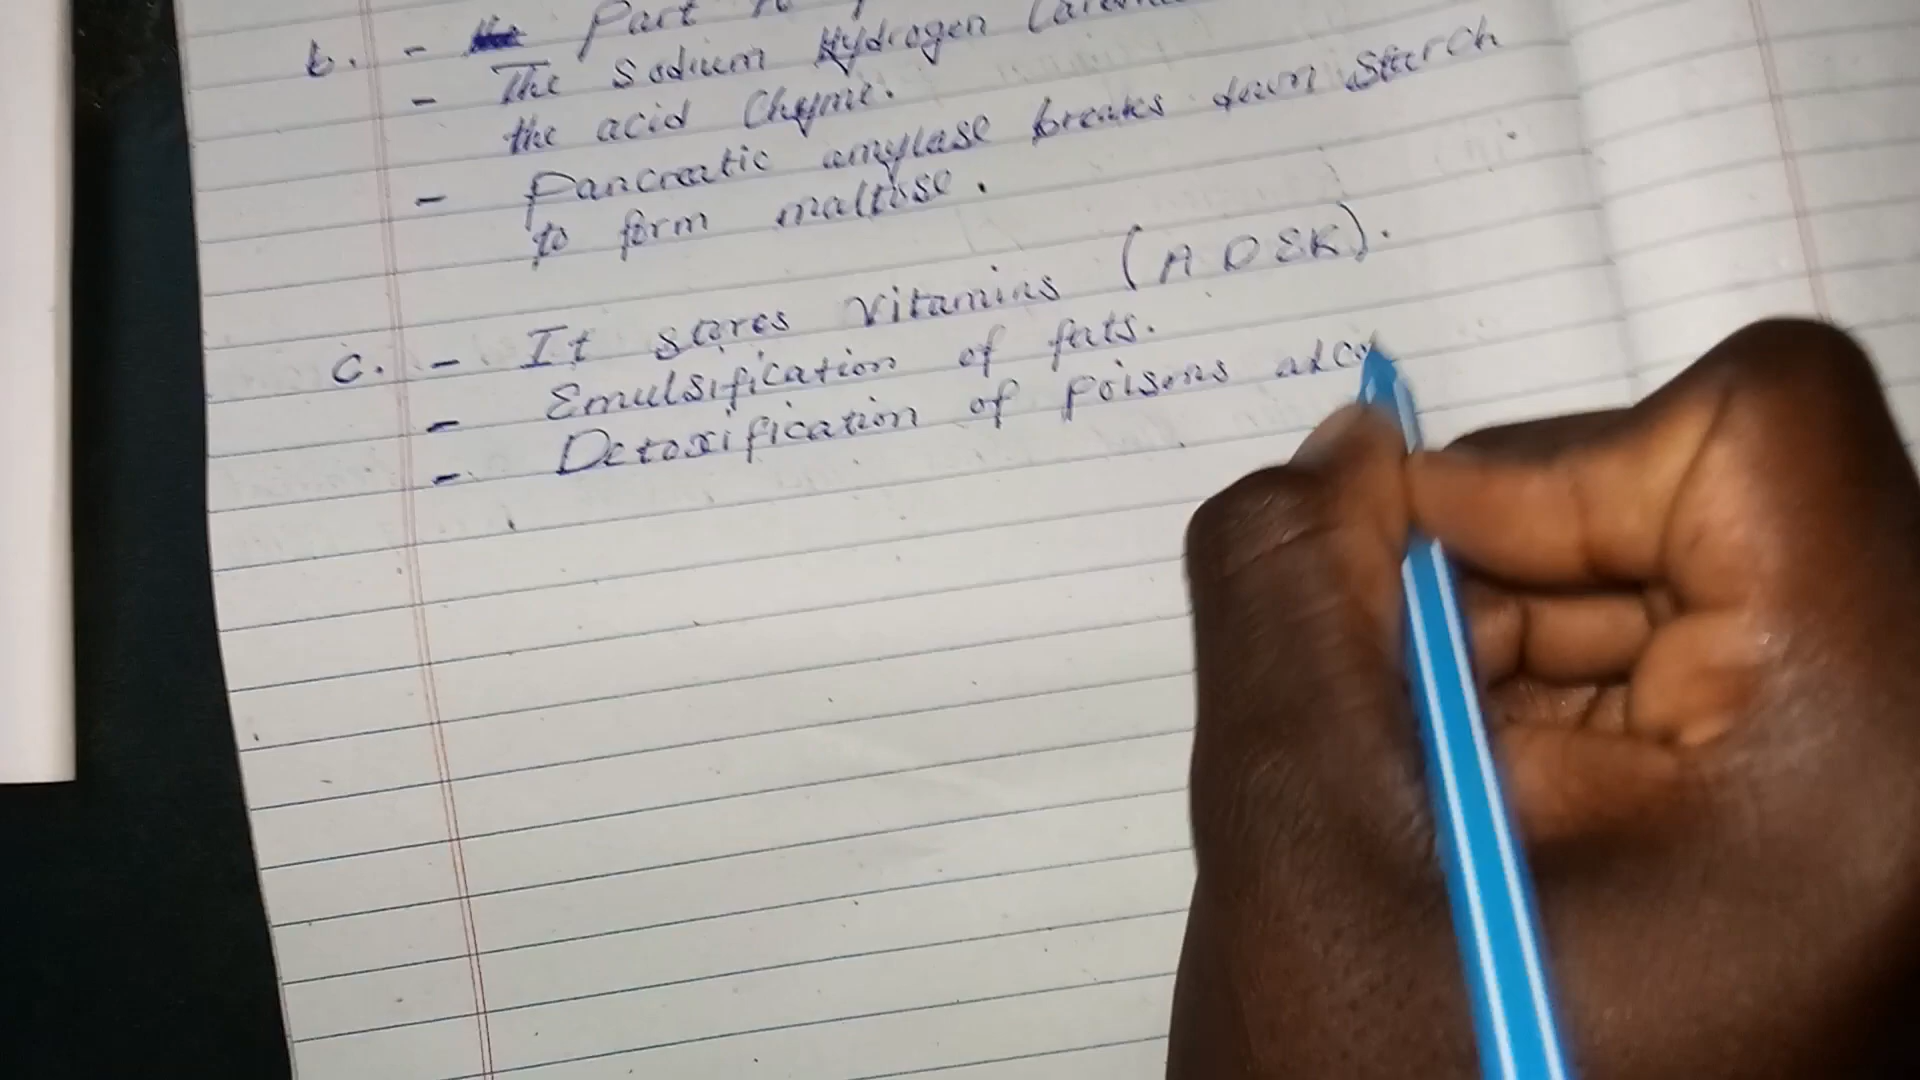 b. - Part
- The Sodium Hydrogen
the acid Chyme.
- Pancreatic amylase breaks down Starch
to form maltose.
c. - It stores Vitamins (A D E K).
- Emulsification of fats.
- Detoxification of Poisons alco